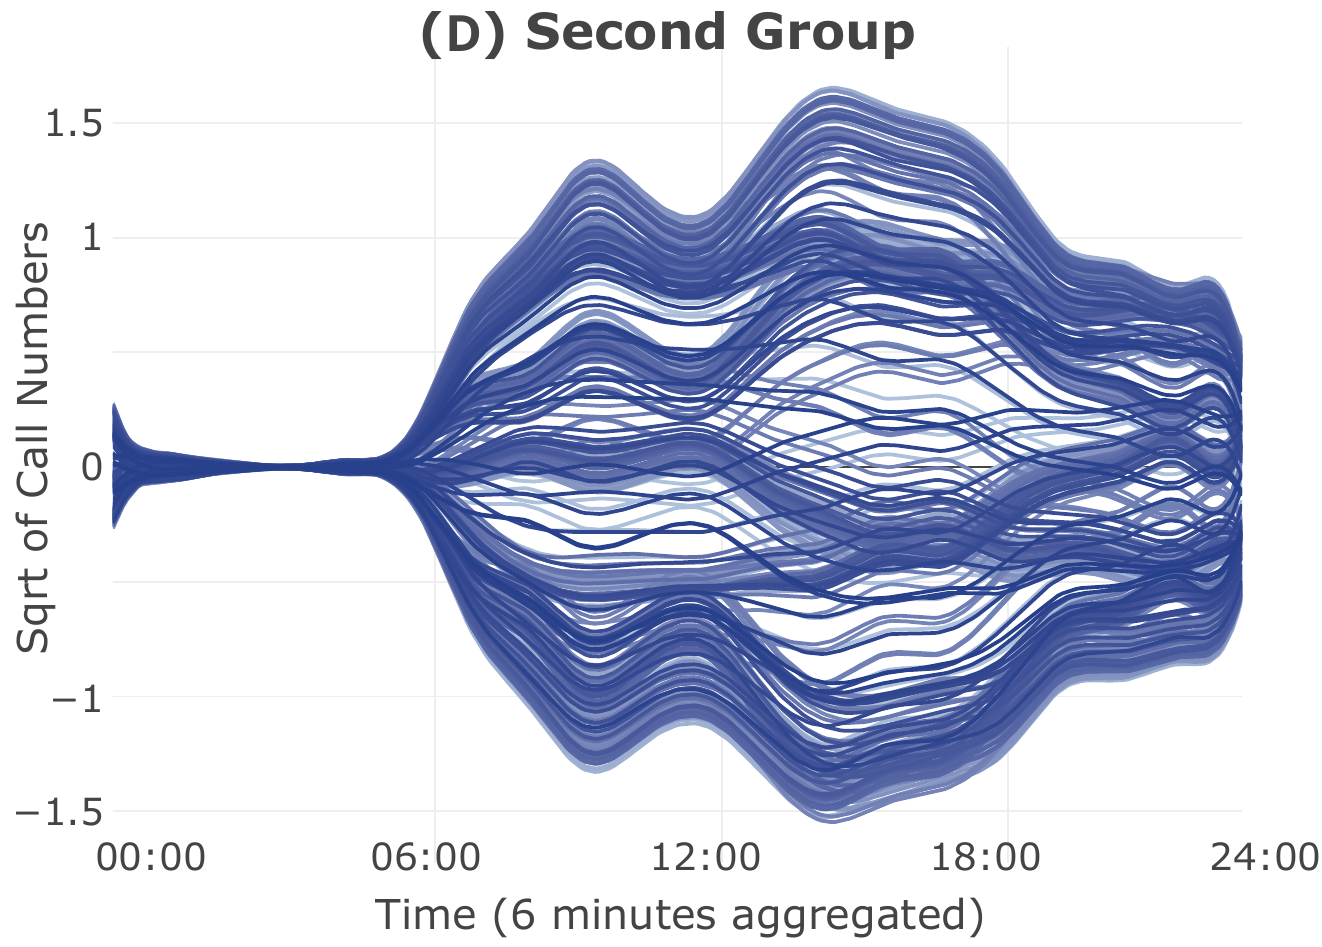 (D) Second Group
Sqrt of Call Numbers
1.5
1
0
−1
−1.5
00:00 06:00 12:00 18:00 24:00
Time (6 minutes aggregated)